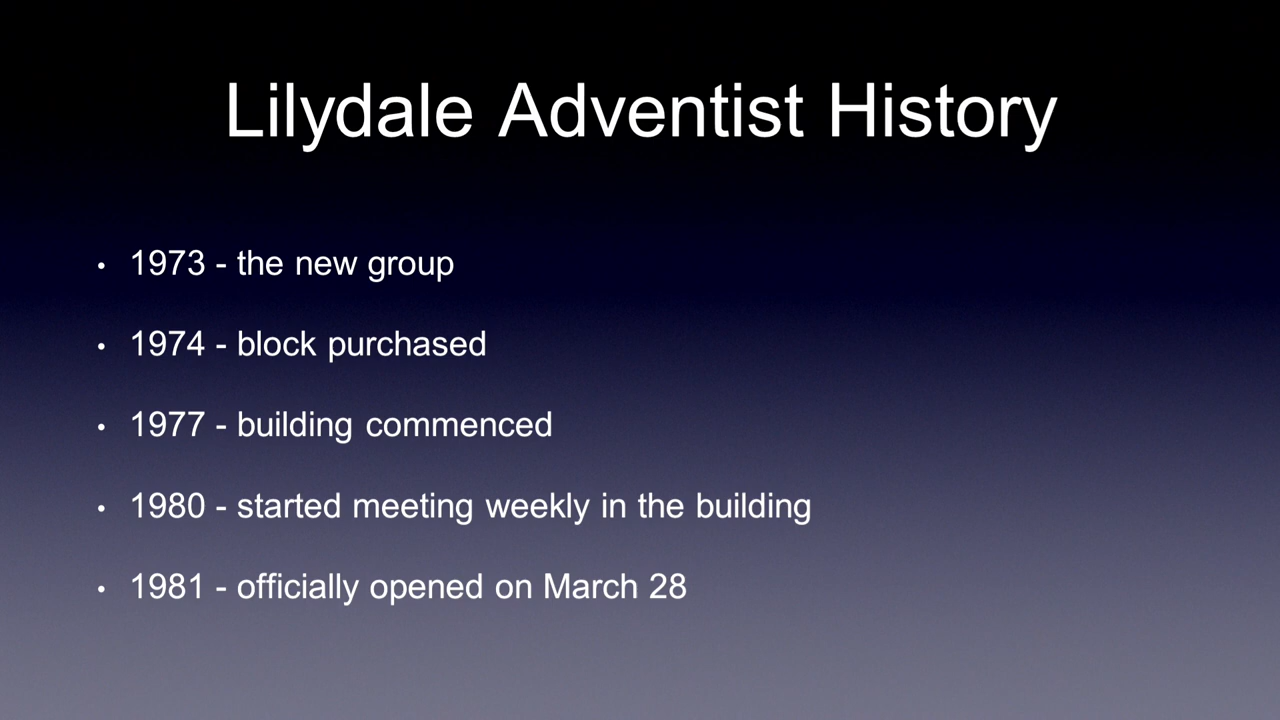 Lilydale Adventist History
• 1973 - the new group
• 1974 - block purchased
• 1977 - building commenced
• 1980 - started meeting weekly in the building
• 1981 - officially opened on March 28